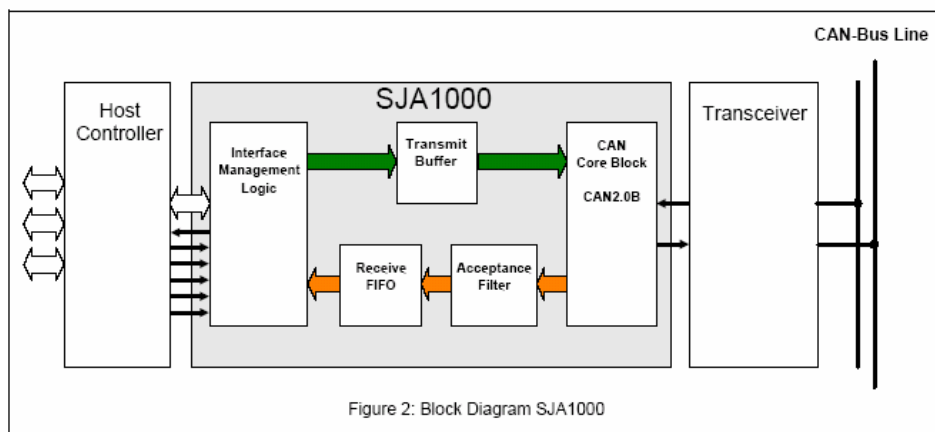 CAN-Bus Line
Host
Controller
SJA1000
Transceiver
Interface
Management
Logic
Transmit
Buffer
CAN
Core Block
CAN2.0B
Receive
FIFO
Acceptance
Filter
Figure 2: Block Diagram SJA1000